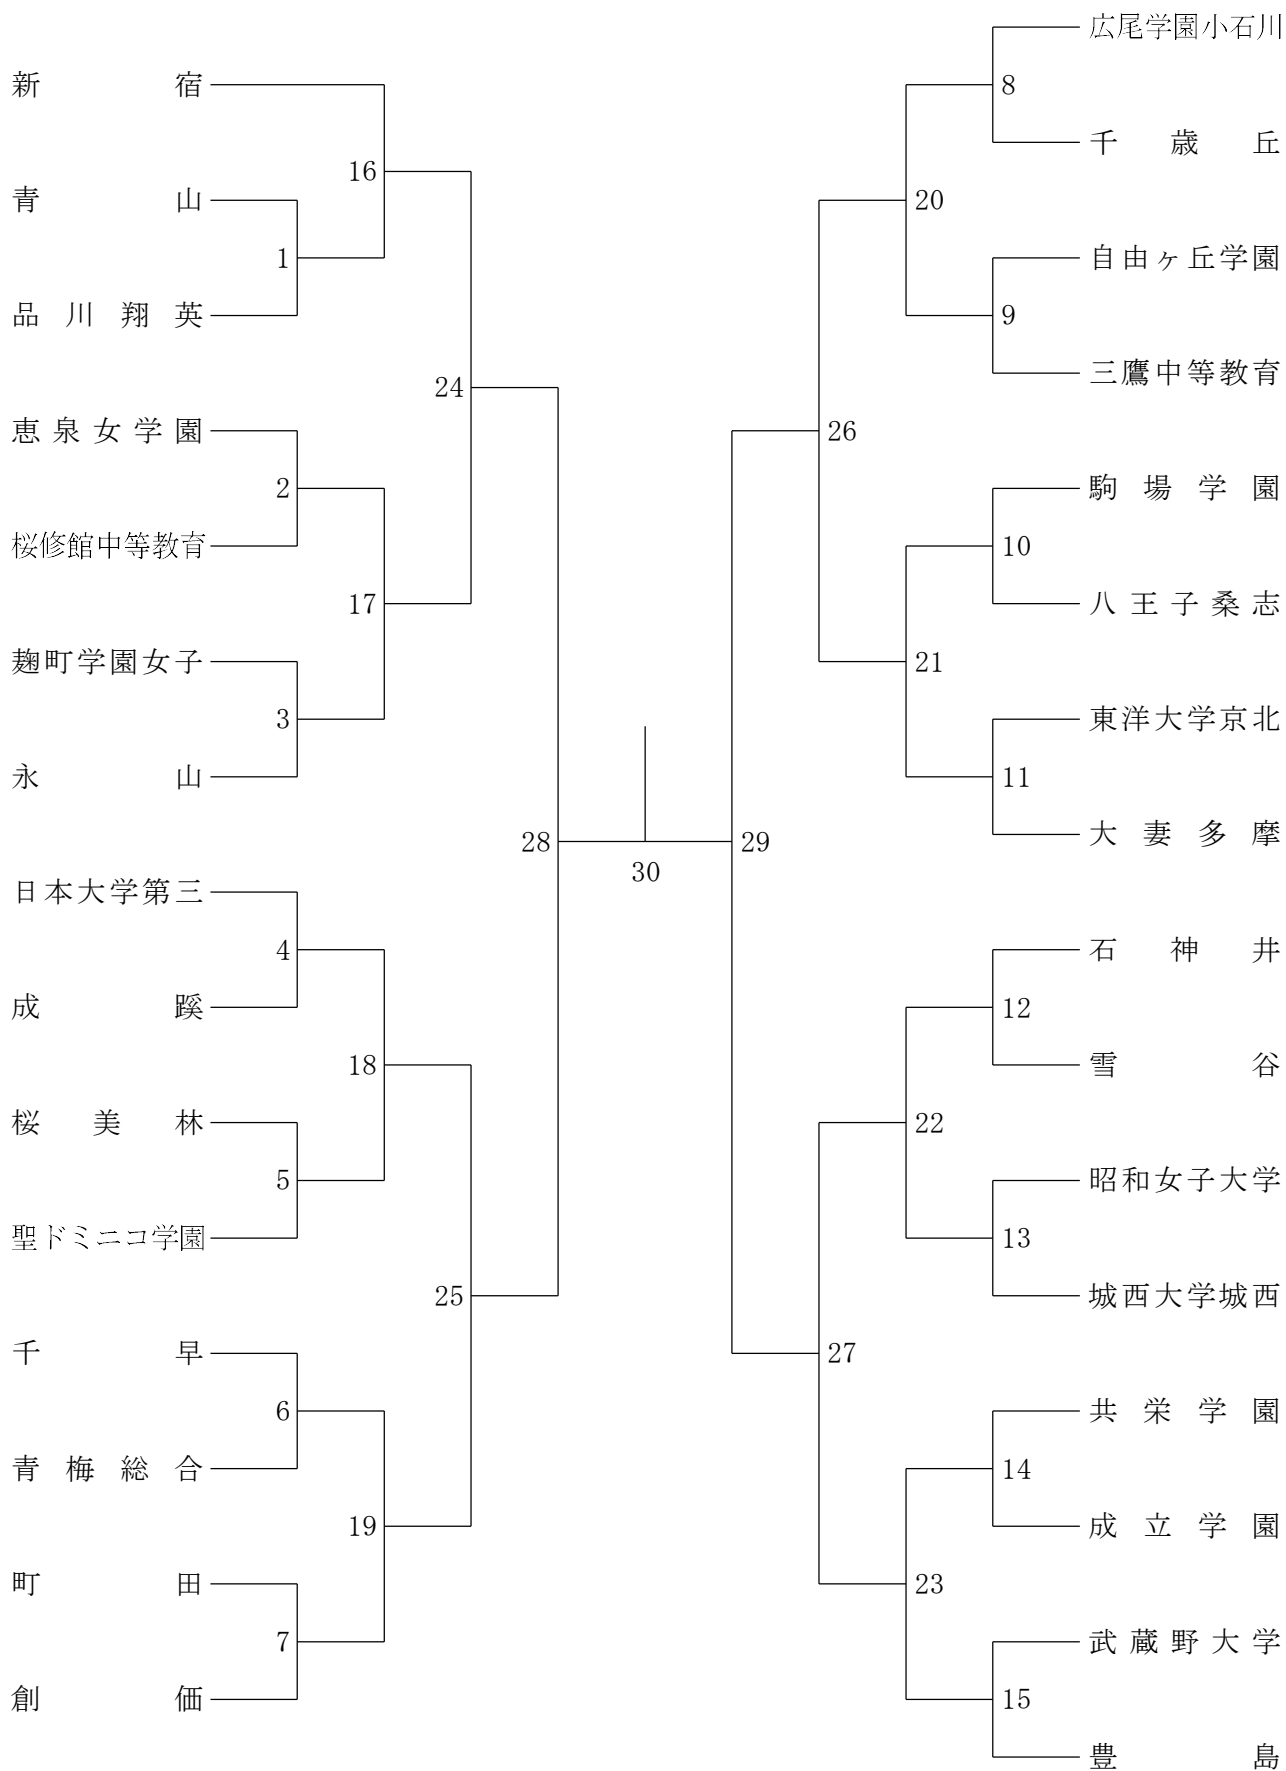 新宿
16
青山
1
品川翔英
24
恵泉女学園
2
桜修館中等教育
17
麹町学園女子
3
永山
28
日本大学第三
4
成蹊
18
桜美林
5
聖ドミニコ学園
25
千早
6
青梅総合
19
町田
7
創価
30
広尾学園小石川
8
千歳丘
20
自由ヶ丘学園
9
三鷹中等教育
26
駒場学園
10
八王子桑志
21
東洋大学京北
11
大妻多摩
29
石神井
12
雪谷
22
昭和女子大学
13
城西大学城西
27
共栄学園
14
成立学園
23
武蔵野大学
15
豊島